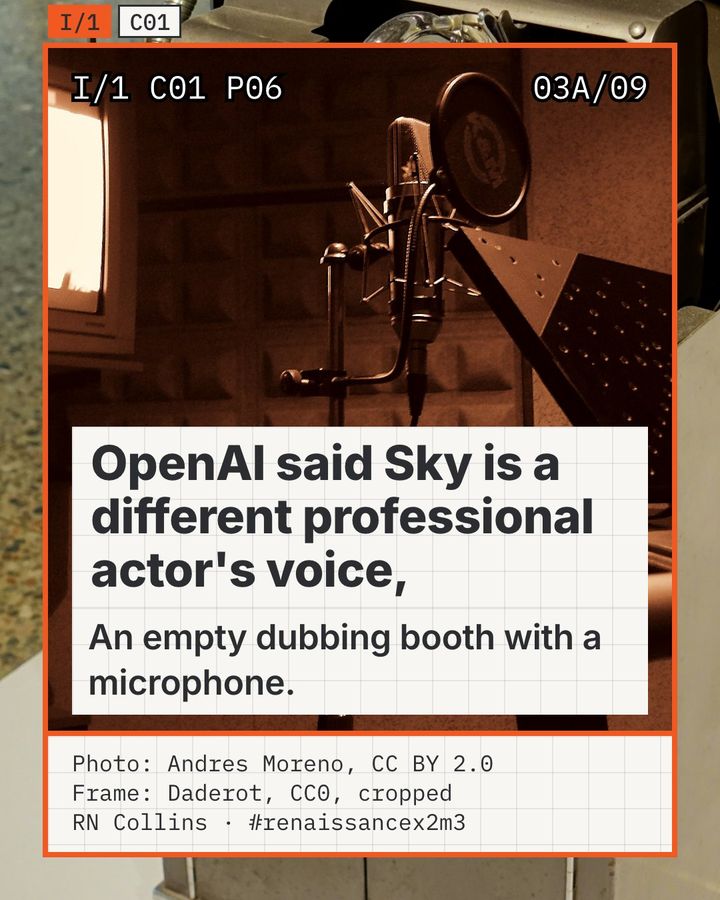 I/1 C01
I/1 C01 P06 03A/09
OpenAI said Sky is a
different professional
actor's voice,
An empty dubbing booth with a
microphone.
Photo: Andres Moreno, CC BY 2.0
Frame: Daderot, CC0, cropped
RN Collins · #renaissancex2m3